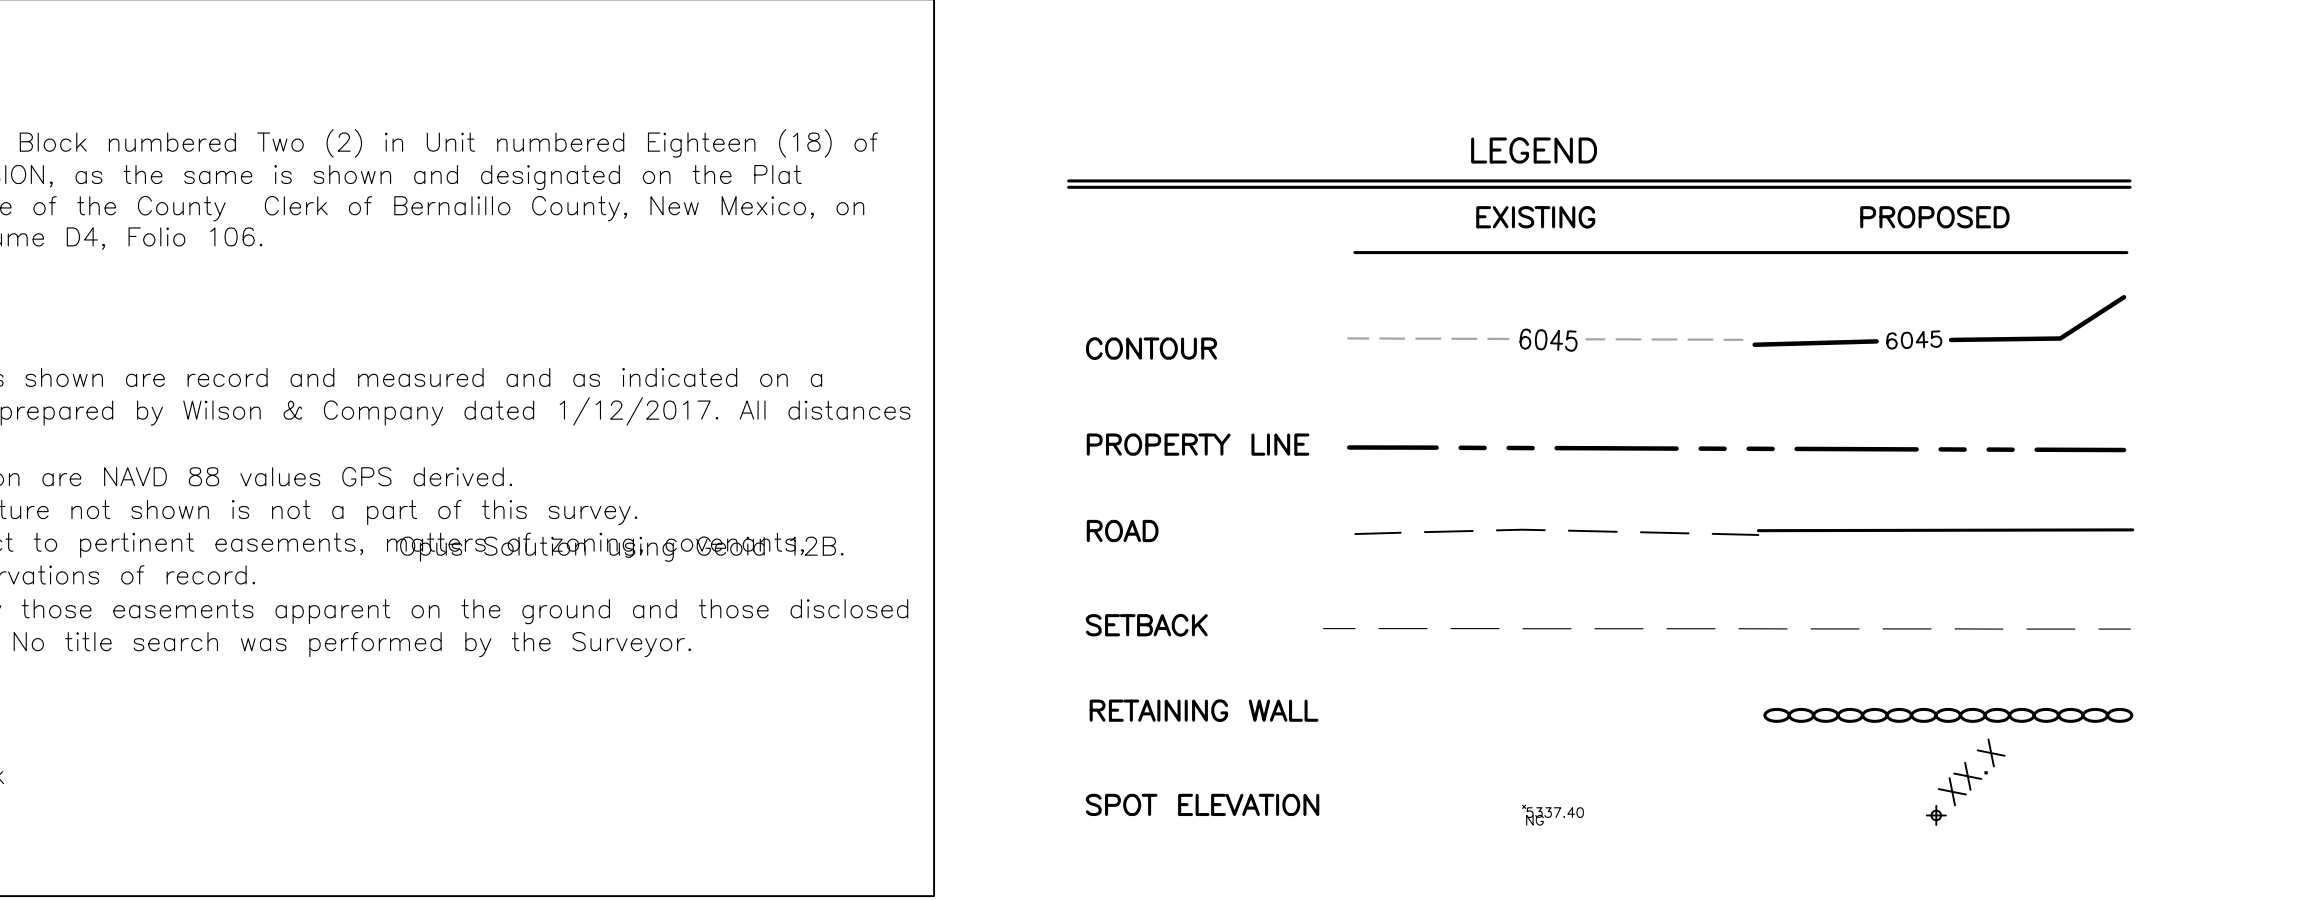 Block numbered Two (2) in Unit numbered Eighteen (18) of
SION, as the same is shown and designated on the Plat
e of the County Clerk of Bernalillo County, New Mexico, on
ume D4, Folio 106.
s shown are record and measured and as indicated on a
prepared by Wilson & Company dated 1/12/2017. All distances
on are NAVD 88 values GPS derived.
ture not shown is not a part of this survey.
ct to pertinent easements, matters of zoning, covenants,
Opus Solution using Geoid 12B.
rvations of record.
y those easements apparent on the ground and those disclosed
No title search was performed by the Surveyor.
k
LEGEND
EXISTING PROPOSED
CONTOUR 6045 6045
PROPERTY LINE
ROAD
SETBACK
RETAINING WALL
XX.X
SPOT ELEVATION 5337.40
NG